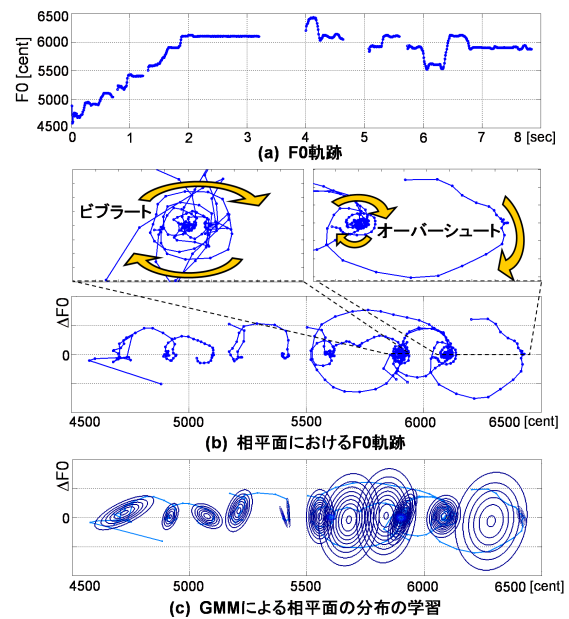 F0 [cent]
6500
6000
5500
5000
4500
0 1 2 3 4 5 6 7 8 [sec]
(a) F0軌跡
ビブラート
オーバーシュート
ΔF0
0
5000 5500 6000 [cent]
(b) 相平面におけるF0軌跡
ΔF0
0
4500 5000 5500 6000 6500 [cent]
(c) GMMによる相平面の分布の学習